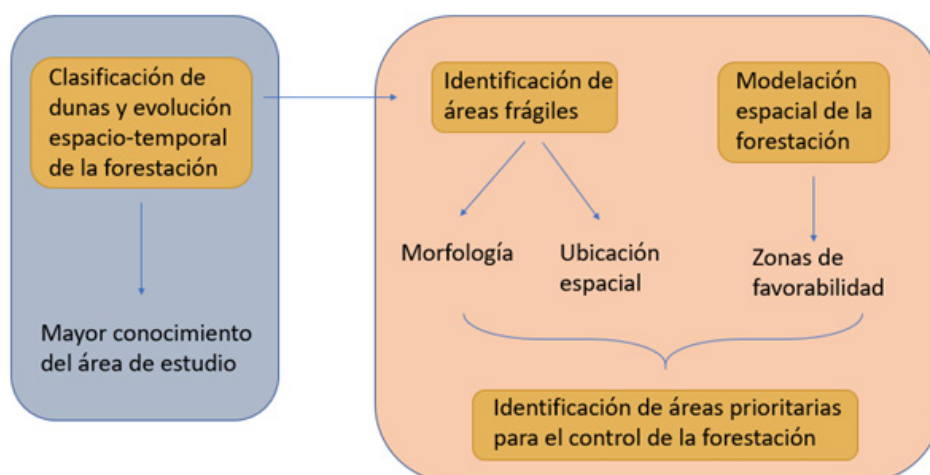 Clasificación de
dunas y evolución
espacio-temporal
de la forestación
Mayor conocimiento
del área de estudio
Identificación de
áreas frágiles
Modelación
espacial de la
forestación
Morfología
Ubicación
espacial
Zonas de
favorabilidad
Identificación de áreas prioritarias
para el control de la forestación